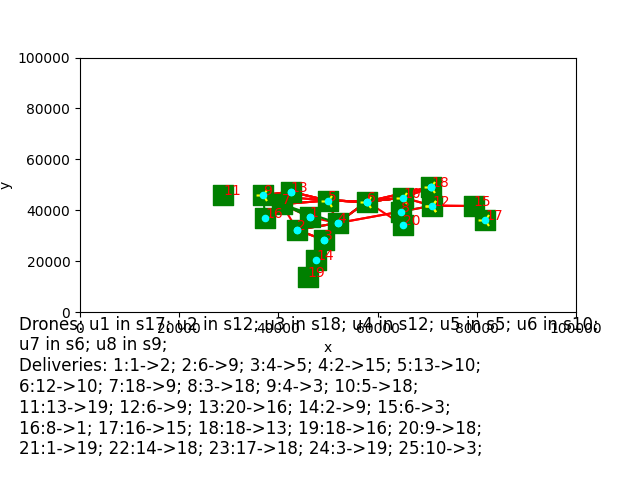 100000
80000
y
60000
40000
20000
0
11
18
15
17
14
0 20000 40000 60000 80000 100000
x
Drones: u1 in s17; u2 in s12; u3 in s18; u4 in s12; u5 in s5; u6 in s10;
u7 in s6; u8 in s9;
Deliveries: 1:1->2; 2:6->9; 3:4->5; 4:2->15; 5:13->10;
6:12->10; 7:18->9; 8:3->18; 9:4->3; 10:5->18;
11:13->19; 12:6->9; 13:20->16; 14:2->9; 15:6->3;
16:8->1; 17:16->15; 18:18->13; 19:18->16; 20:9->18;
21:1->19; 22:14->18; 23:17->18; 24:3->19; 25:10->3;